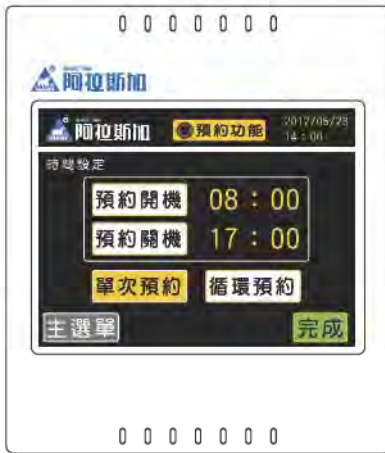 阿拉斯加
阿拉斯加 預約功能 2017/05/23
14:00
時間設定
預約開機 08:00
預約關機 17:00
單次預約 循環預約
主選單 完成